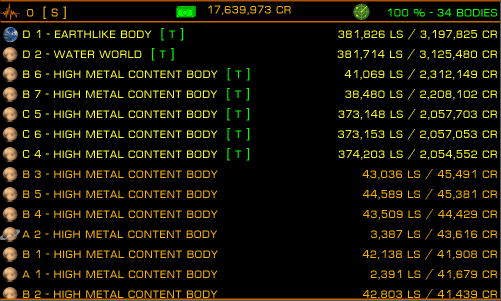 0 [ S ] 17,639,973 CR 100 % - 34 BODIES
D 1 - EARTHLIKE BODY [ T ] 381,826 LS / 3,197,825 CR
D 2 - WATER WORLD [ T ] 381,714 LS / 3,125,480 CR
B 6 - HIGH METAL CONTENT BODY [ T ] 41,069 LS / 2,312,149 CR
B 7 - HIGH METAL CONTENT BODY [ T ] 38,480 LS / 2,208,102 CR
C 5 - HIGH METAL CONTENT BODY [ T ] 373,148 LS / 2,057,703 CR
C 6 - HIGH METAL CONTENT BODY [ T ] 373,153 LS / 2,057,053 CR
C 4 - HIGH METAL CONTENT BODY [ T ] 374,203 LS / 2,054,552 CR
B 3 - HIGH METAL CONTENT BODY 43,036 LS / 45,491 CR
B 5 - HIGH METAL CONTENT BODY 44,589 LS / 45,381 CR
B 4 - HIGH METAL CONTENT BODY 43,509 LS / 44,429 CR
A 2 - HIGH METAL CONTENT BODY 3,387 LS / 43,616 CR
B 1 - HIGH METAL CONTENT BODY 42,138 LS / 41,908 CR
A 1 - HIGH METAL CONTENT BODY 2,391 LS / 41,679 CR
B 2 - HIGH METAL CONTENT BODY 42,803 LS / 41,439 CR